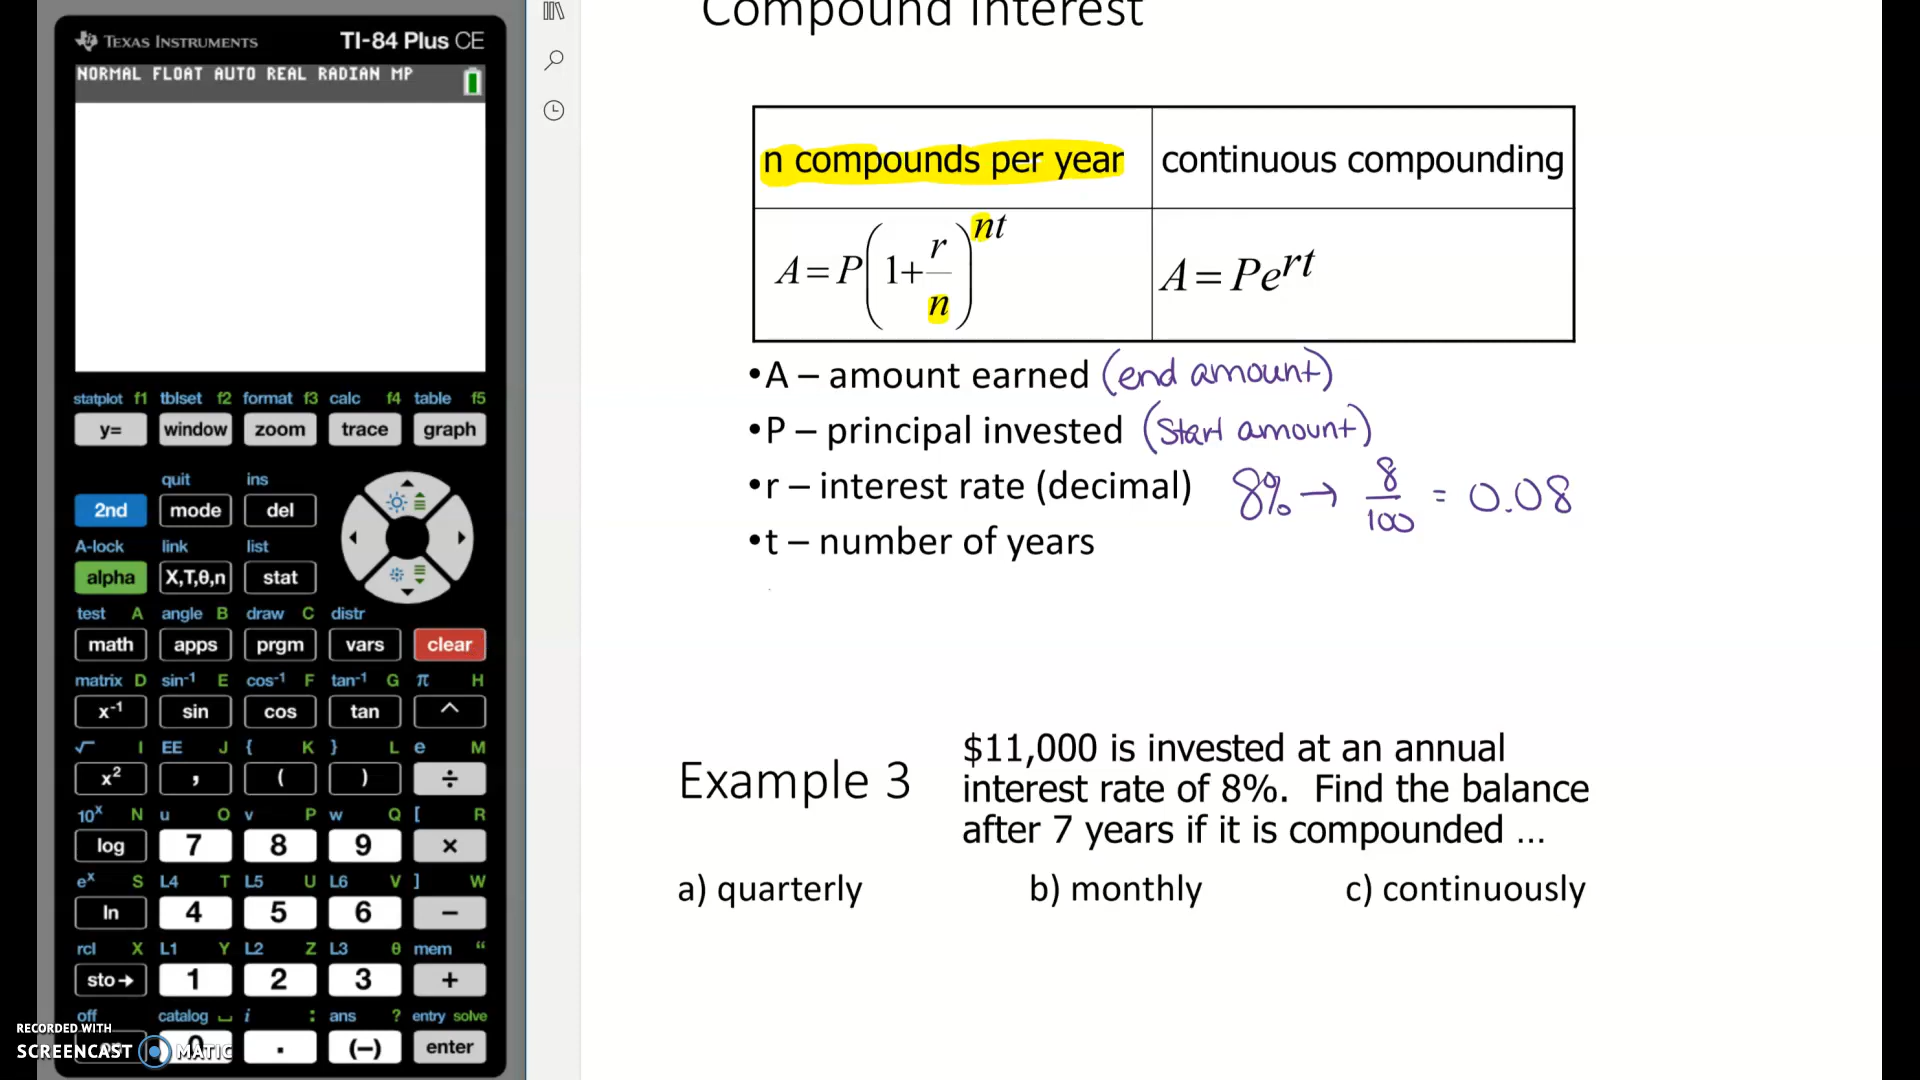 TEXAS INSTRUMENTS TI-84 Plus CE
NORMAL FLOAT AUTO REAL RADIAN MP
statplot f1 tblset f2 format f3 calc f4 table f5
y= window zoom trace graph
quit ins
2nd mode del
A-lock link list
alpha X,T,θ,n stat
test A angle B draw C distr
math apps prgm vars clear
matrix D sin⁻¹ E cos⁻¹ F tan⁻¹ G π H
x⁻¹ sin cos tan ^
√ I EE J { K } L e M
x² , ( ) ÷
10ˣ N u O v P w Q [ R
log 7 8 9 ×
eˣ S L4 T L5 U L6 V ] W
ln 4 5 6 −
rcl X L1 Y L2 Z L3 θ mem “
sto→ 1 2 3 +
off catalog ⎵ i : ans ? entry solve
on 0 . (−) enter
RECORDED WITH
SCREENCAST MATIC
Compound Interest
n compounds per year continuous compounding
A=P(1+r/n)^nt A=Pe^rt
•A – amount earned (end amount)
•P – principal invested (Start amount)
•r – interest rate (decimal) 8% → 8/100 = 0.08
•t – number of years
Example 3
$11,000 is invested at an annual
interest rate of 8%. Find the balance
after 7 years if it is compounded ...
a) quarterly b) monthly c) continuously